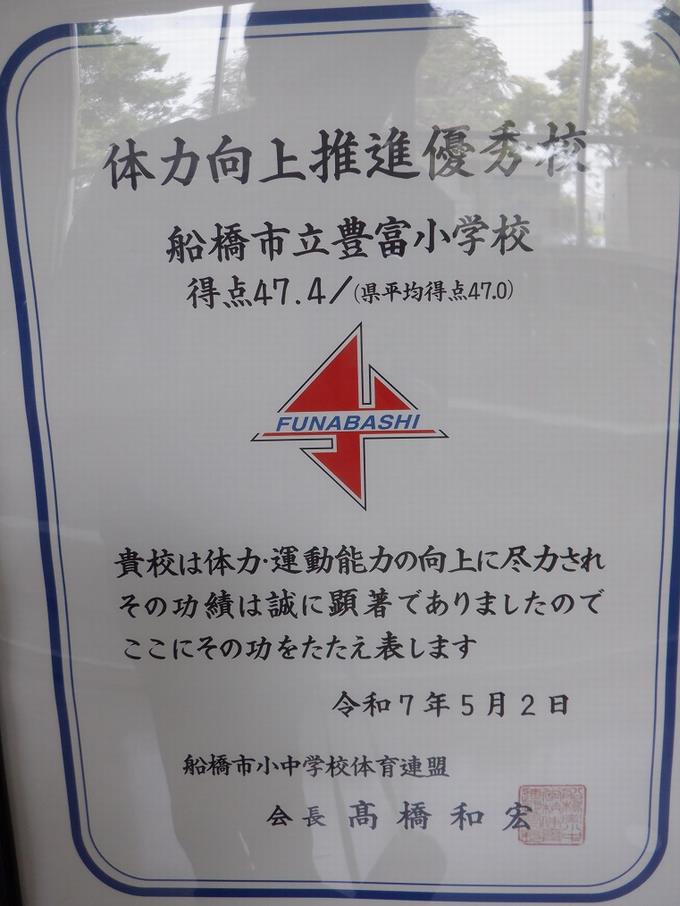 体力向上推進優秀校
船橋市立豊富小学校
得点47.4/(県平均得点47.0)
FUNABASHI
貴校は体力·運動能力の向上に尽力され
その功績は誠に顕著でありましたので
ここにその功をたたえ表します
令和7年5月2日
船橋市小中学校体育連盟
会長 髙橋和宏